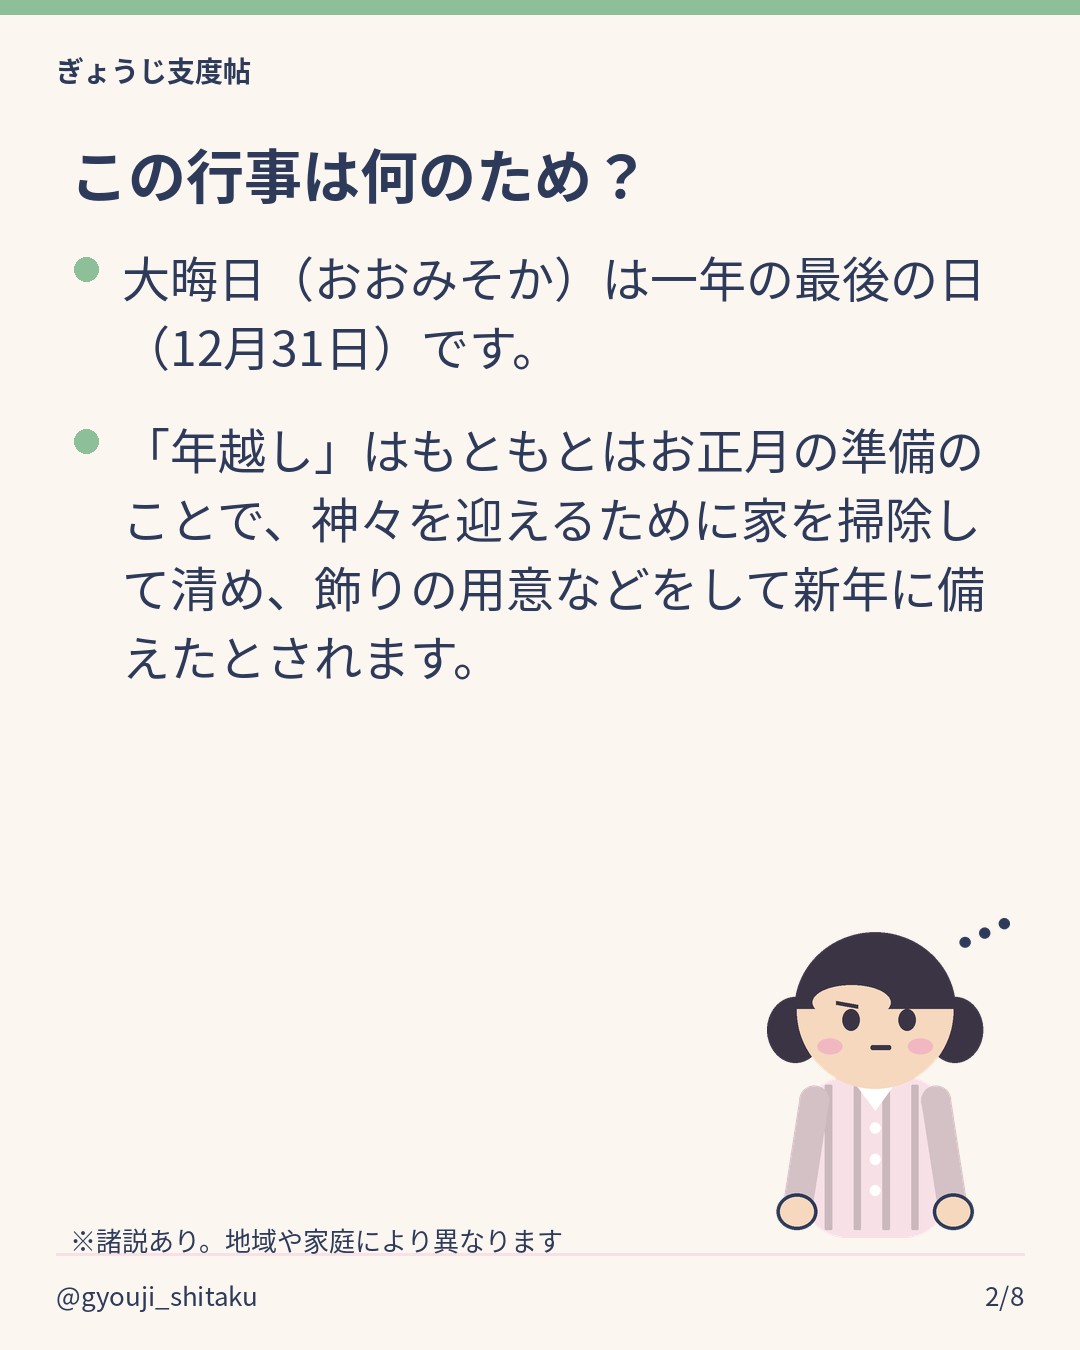 ぎょうじ支度帖
この行事は何のため？
大晦日（おおみそか）は一年の最後の日
（12月31日）です。
「年越し」はもともとはお正月の準備の
ことで、神々を迎えるために家を掃除し
て清め、飾りの用意などをして新年に備
えたとされます。
※諸説あり。地域や家庭により異なります
@gyouji_shitaku
2/8